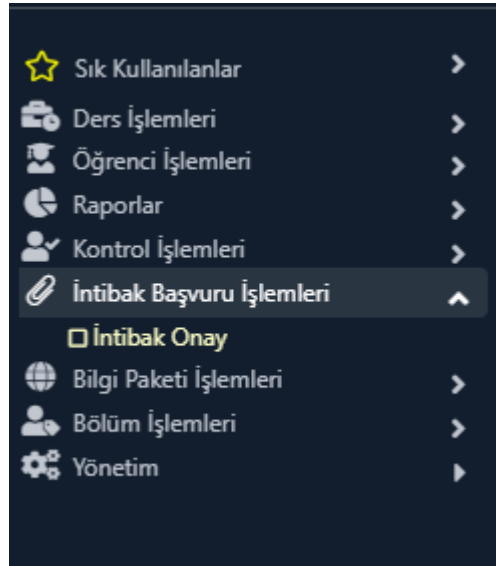 Sık Kullanılanlar
Ders İşlemleri
Öğrenci İşlemleri
Raporlar
Kontrol İşlemleri
İntibak Başvuru İşlemleri
İntibak Onay
Bilgi Paketi İşlemleri
Bölüm İşlemleri
Yönetim